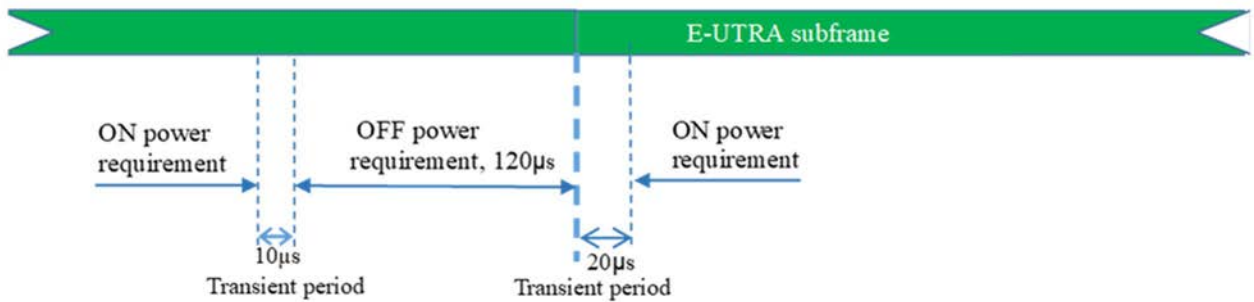 E-UTRA subframe
ON power
requirement
OFF power
requirement, 120μs
ON power
requirement
10μs
Transient period
20μs
Transient period